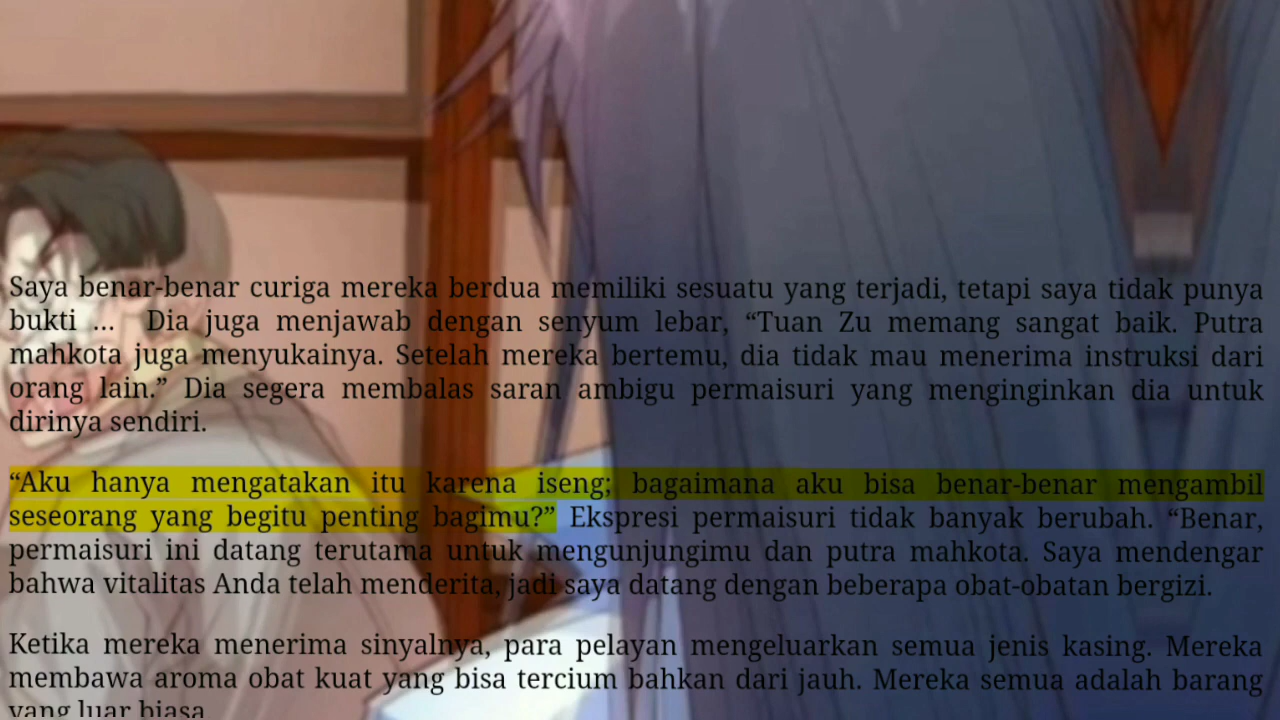 Saya benar-benar curiga mereka berdua memiliki sesuatu yang terjadi, tetapi saya tidak punya
bukti ... Dia juga menjawab dengan senyum lebar, “Tuan Zu memang sangat baik. Putra
mahkota juga menyukainya. Setelah mereka bertemu, dia tidak mau menerima instruksi dari
orang lain.” Dia segera membalas saran ambigu permaisuri yang menginginkan dia untuk
dirinya sendiri.
“Aku hanya mengatakan itu karena iseng; bagaimana aku bisa benar-benar mengambil
seseorang yang begitu penting bagimu?” Ekspresi permaisuri tidak banyak berubah. “Benar,
permaisuri ini datang terutama untuk mengunjungimu dan putra mahkota. Saya mendengar
bahwa vitalitas Anda telah menderita, jadi saya datang dengan beberapa obat-obatan bergizi.
Ketika mereka menerima sinyalnya, para pelayan mengeluarkan semua jenis kasing. Mereka
membawa aroma obat kuat yang bisa tercium bahkan dari jauh. Mereka semua adalah barang
yang luar biasa.